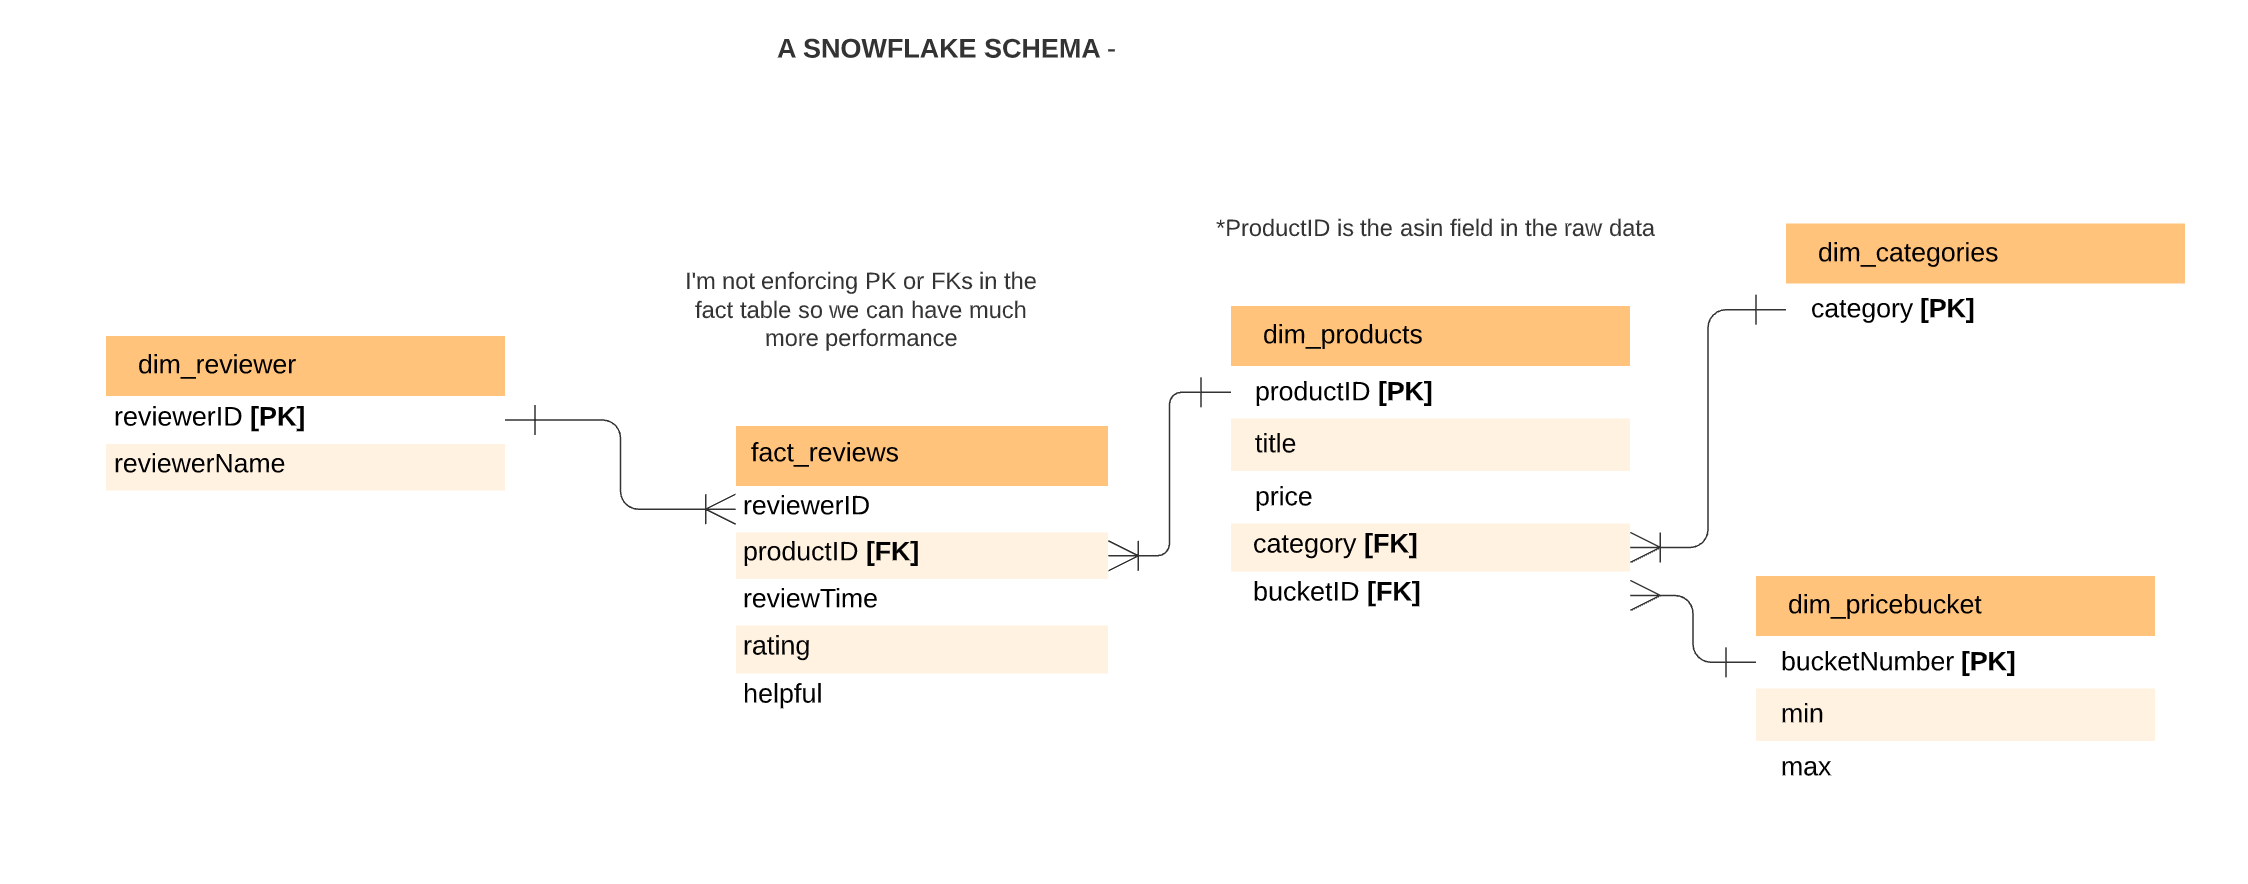 A SNOWFLAKE SCHEMA -
*ProductID is the asin field in the raw data
I'm not enforcing PK or FKs in the
fact table so we can have much
more performance
dim_reviewer
reviewerID [PK]
reviewerName
fact_reviews
reviewerID
productID [FK]
reviewTime
rating
helpful
dim_products
productID [PK]
title
price
category [FK]
bucketID [FK]
dim_categories
category [PK]
dim_pricebucket
bucketNumber [PK]
min
max